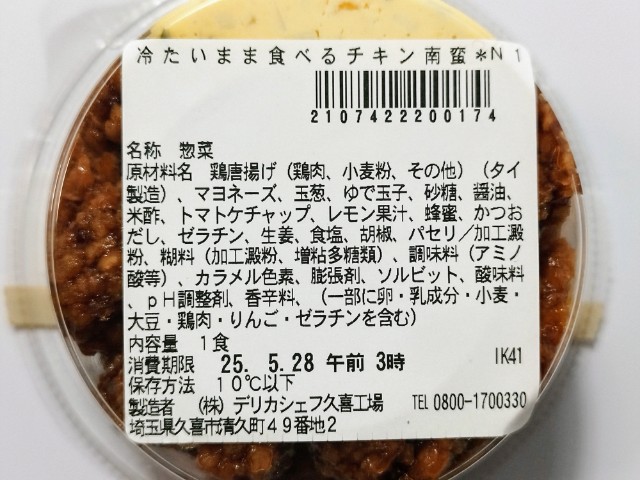 冷たいまま食べるチキン南蛮*N1
2107422200174
名称 惣菜
原材料名 鶏唐揚げ（鶏肉、小麦粉、その他）（タイ
製造）、マヨネーズ、玉葱、ゆで玉子、砂糖、醤油、
米酢、トマトケチャップ、レモン果汁、蜂蜜、かつお
だし、ゼラチン、生姜、食塩、胡椒、パセリ／加工澱
粉、糊料（加工澱粉、増粘多糖類）、調味料（アミノ
酸等）、カラメル色素、膨張剤、ソルビット、酸味料
、pH調整剤、香辛料、（一部に卵・乳成分・小麦・
大豆・鶏肉・りんご・ゼラチンを含む）
内容量 1食
消費期限 25. 5.28 午前 3時 IK41
保存方法 10℃以下
製造者 （株）デリカシェフ久喜工場 TEL 0800-1700330
埼玉県久喜市清久町49番地2